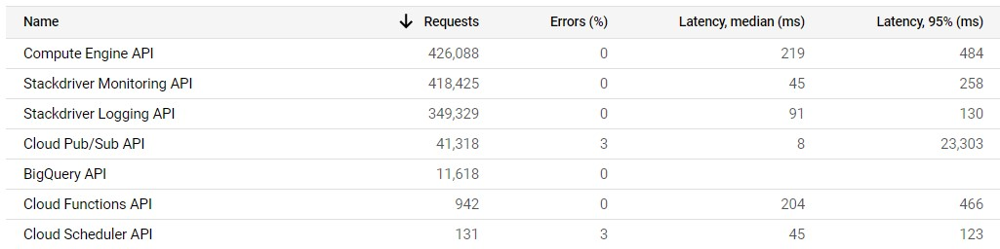 Name Requests Errors (%) Latency, median (ms) Latency, 95% (ms)
Compute Engine API 426,088 0 219 484
Stackdriver Monitoring API 418,425 0 45 258
Stackdriver Logging API 349,329 0 91 130
Cloud Pub/Sub API 41,318 3 8 23,303
BigQuery API 11,618 0
Cloud Functions API 942 0 204 466
Cloud Scheduler API 131 3 45 123